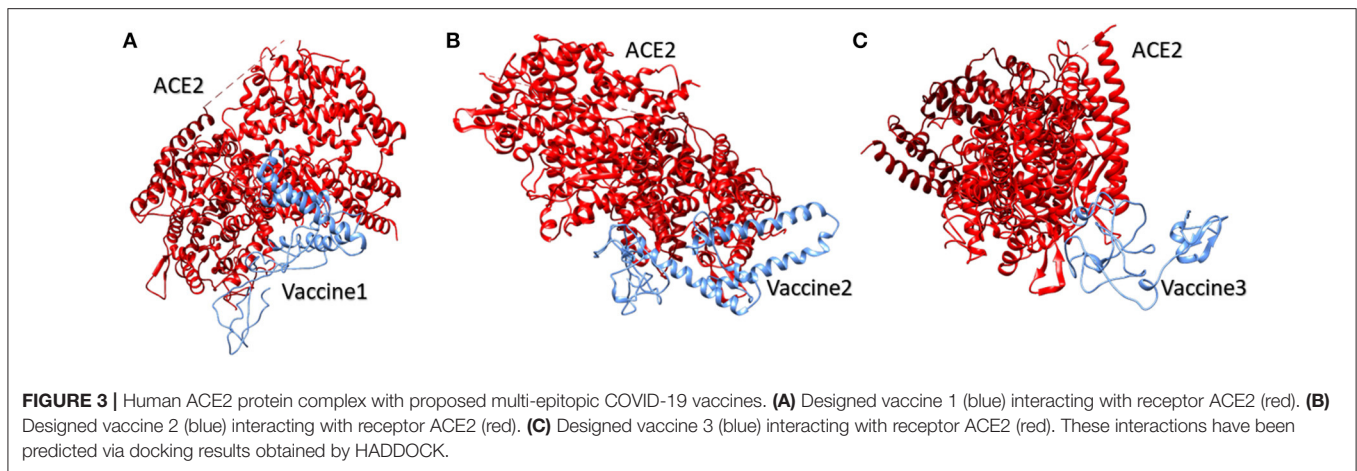 A
B
C
ACE2
ACE2
ACE2
Vaccine1
Vaccine2
Vaccine3
FIGURE 3 | Human ACE2 protein complex with proposed multi-epitopic COVID-19 vaccines. (A) Designed vaccine 1 (blue) interacting with receptor ACE2 (red). (B)
Designed vaccine 2 (blue) interacting with receptor ACE2 (red). (C) Designed vaccine 3 (blue) interacting with receptor ACE2 (red). These interactions have been
predicted via docking results obtained by HADDOCK.